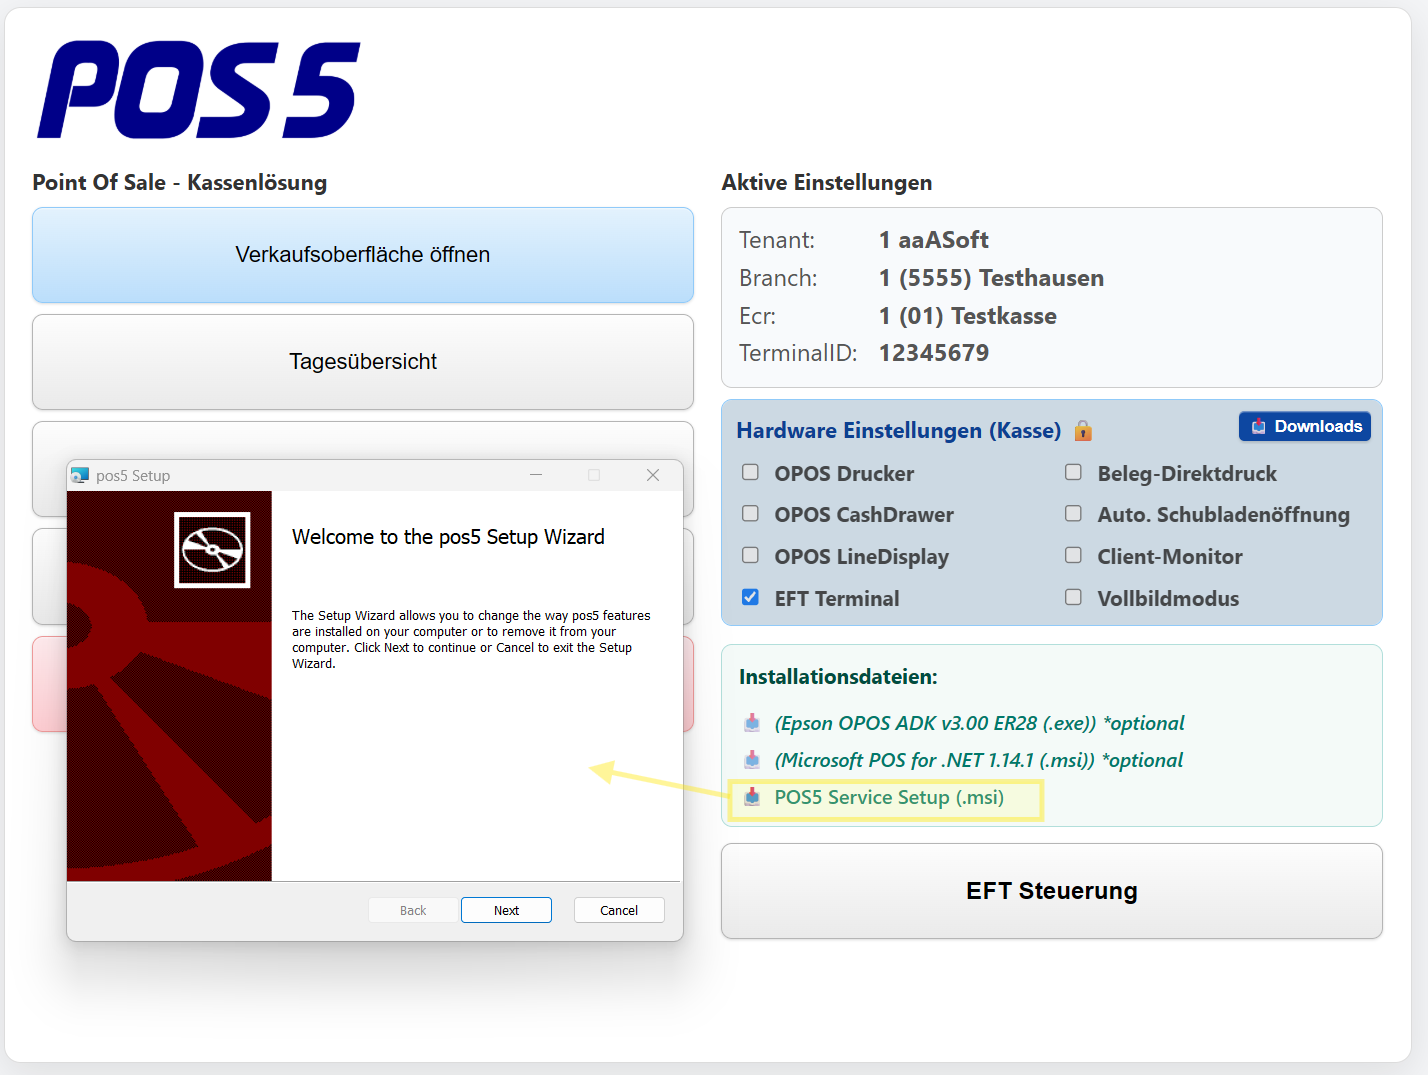 POS5
Point Of Sale - Kassenlösung
Verkaufsoberfläche öffnen
Tagesübersicht
pos5 Setup
Welcome to the pos5 Setup Wizard
The Setup Wizard allows you to change the way pos5 features
are installed on your computer or to remove it from your
computer. Click Next to continue or Cancel to exit the Setup
Wizard.
Back
Next
Cancel
Aktive Einstellungen
Tenant: 1 aaASoft
Branch: 1 (5555) Testhausen
Ecr: 1 (01) Testkasse
TerminalID: 12345679
Hardware Einstellungen (Kasse)
Downloads
OPOS Drucker
Beleg-Direktdruck
OPOS CashDrawer
Auto. Schubladenöffnung
OPOS LineDisplay
Client-Monitor
EFT Terminal
Vollbildmodus
Installationsdateien:
(Epson OPOS ADK v3.00 ER28 (.exe)) *optional
(Microsoft POS for .NET 1.14.1 (.msi)) *optional
POS5 Service Setup (.msi)
EFT Steuerung